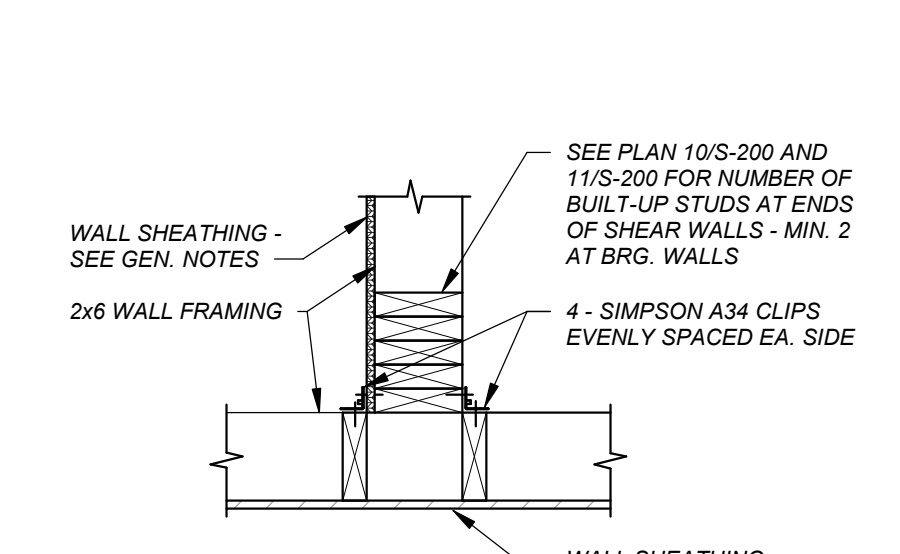 SEE PLAN 10/S-200 AND
11/S-200 FOR NUMBER OF
BUILT-UP STUDS AT ENDS
OF SHEAR WALLS - MIN. 2
AT BRG. WALLS
WALL SHEATHING -
SEE GEN. NOTES
2x6 WALL FRAMING
4 - SIMPSON A34 CLIPS
EVENLY SPACED EA. SIDE
WALL SHEATHING